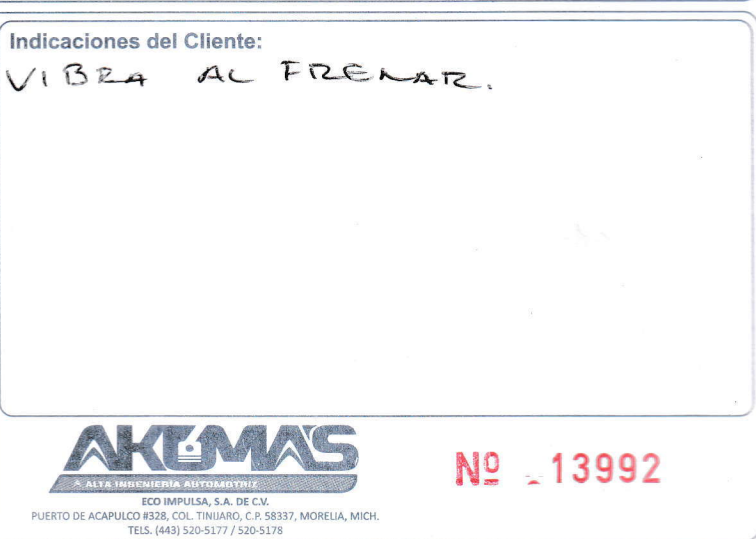 Indicaciones del Cliente:
VIBRA AL FRENAR.
AKUMAS
ALTA INGENIERÍA AUTOMOTRIZ
ECO IMPULSA, S.A. DE C.V.
PUERTO DE ACAPULCO #328, COL. TINIJARO, C.P. 58337, MORELIA, MICH.
TELS. (443) 520-5177 / 520-5178
Nº 13992